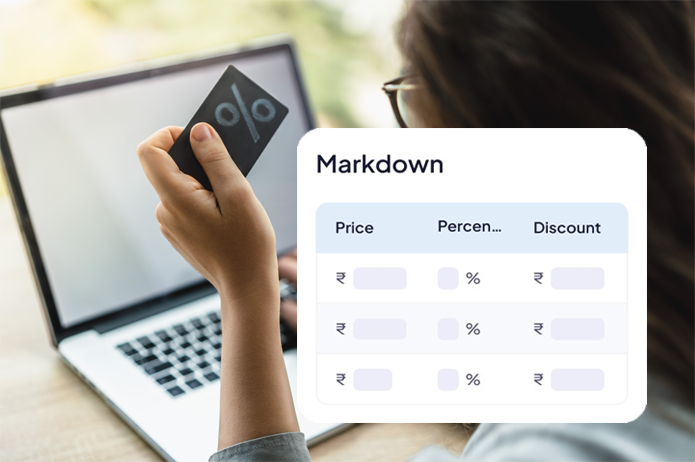 %
Markdown
Price Percen... Discount
₹ % ₹
₹ % ₹
₹ % ₹